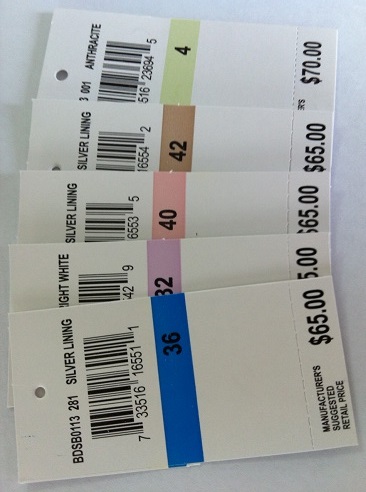 3 001 ANTHRACITE
516 23694 5
4
$70.00
SILVER LINING
16554 2
42
$65.00
SILVER LINING
6553 5
40
$65.00
IGHT WHITE
42 9
32
5.00
BDSB0113 281 SILVER LINING
7 33516 16551 1
36
$65.00
MANUFACTURER'S
SUGGESTED
RETAIL PRICE